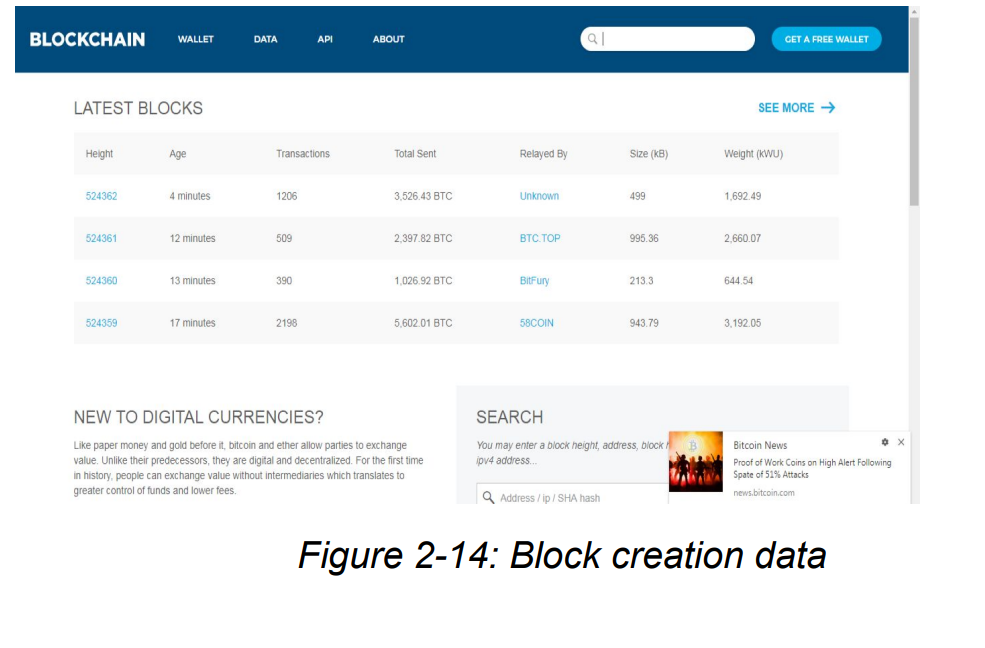 BLOCKCHAIN WALLET DATA API ABOUT GET A FREE WALLET
LATEST BLOCKS SEE MORE →
Height Age Transactions Total Sent Relayed By Size (kB) Weight (kWU)
524362 4 minutes 1206 3,526.43 BTC Unknown 499 1,692.49
524361 12 minutes 509 2,397.82 BTC BTC.TOP 995.36 2,660.07
524360 13 minutes 390 1,026.92 BTC BitFury 213.3 644.54
524359 17 minutes 2198 5,602.01 BTC 58COIN 943.79 3,192.05
NEW TO DIGITAL CURRENCIES?
Like paper money and gold before it, bitcoin and ether allow parties to exchange
value. Unlike their predecessors, they are digital and decentralized. For the first time
in history, people can exchange value without intermediaries which translates to
greater control of funds and lower fees.
SEARCH
You may enter a block height, address, block
ipv4 address...
Address / ip / SHA hash
Bitcoin News
Proof of Work Coins on High Alert Following
Spate of 51% Attacks
news.bitcoin.com
Figure 2-14: Block creation data